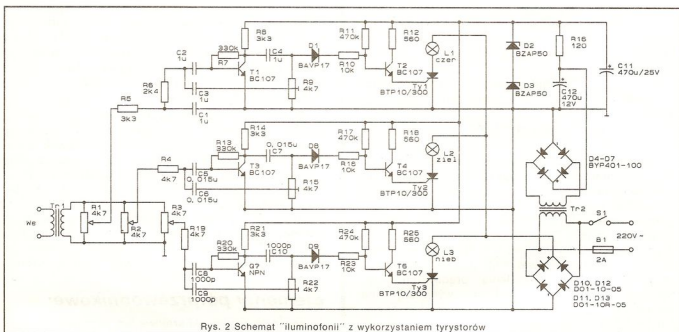 R8
3k3
330k
R7
C4
1u
D1
BAVP17
R11
470k
R12
560
C2
1u
T1
BC107
R10
10k
T2
BC107
L1
czer
D2
BZAP50
R16
120
C11
470u/25V
R6
2k4
C3
1u
R9
4k7
Ty1
BTP10/300
D3
BZAP50
C12
470u
12V
R5
3k3
C1
1u
R14
3k3
R13
330k
0,015u
C7
D8
BAVP17
R17
470k
R18
560
R4
4k7
C5
0,015u
T3
BC107
R16
10k
T4
BC107
L2
ziel
D4-D7
BYP401-100
C6
0,015u
R15
4k7
Ty2
BTP10/300
We
Tr1
R1
4k7
R2
4k7
R3
4k7
R19
4k7
R21
3k3
R20
330k
1000p
C10
D9
BAVP17
R24
470k
R25
560
Tr2
S1
220V~
B1
2A
C8
1000p
Q7
NPN
R23
10k
T6
BC107
L3
nieb
C9
1000p
R22
4k7
Ty3
BTP10/300
D10, D12
D01-10-05
D11, D13
D01-10R-05
Rys. 2 Schemat "iluminofonii" z wykorzystaniem tyrystorów